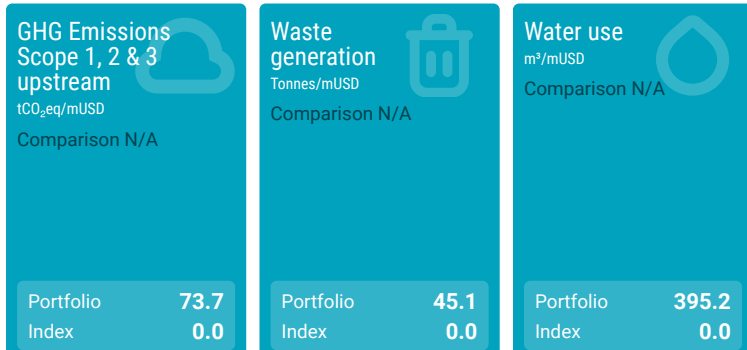 GHG Emissions
Scope 1, 2 & 3
upstream
tCO₂eq/mUSD
Comparison N/A
Portfolio 73.7
Index 0.0
Waste
generation
Tonnes/mUSD
Comparison N/A
Portfolio 45.1
Index 0.0
Water use
m³/mUSD
Comparison N/A
Portfolio 395.2
Index 0.0